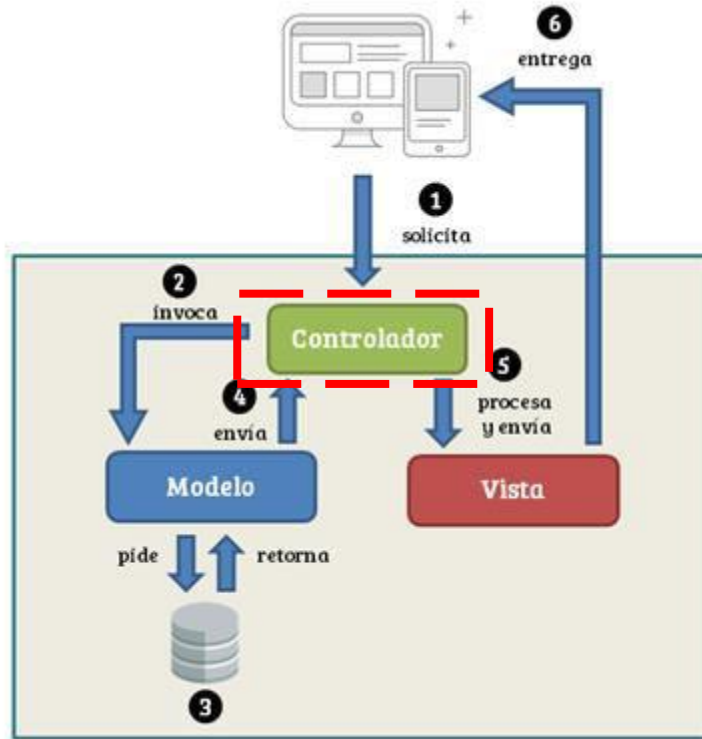 6
entrega
1
solicita
2
invoca
Controlador
5
4
procesa
y envía
envía
Modelo
Vista
pide
retorna
3